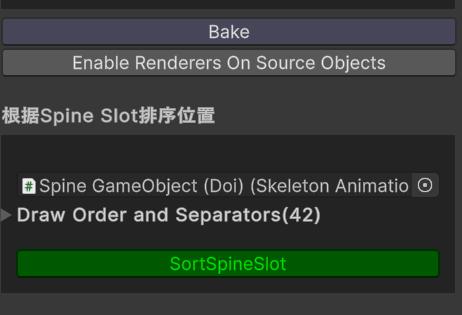 Bake
Enable Renderers On Source Objects
根据Spine Slot排序位置
# Spine GameObject (Doi) (Skeleton Animatio
Draw Order and Separators(42)
SortSpineSlot